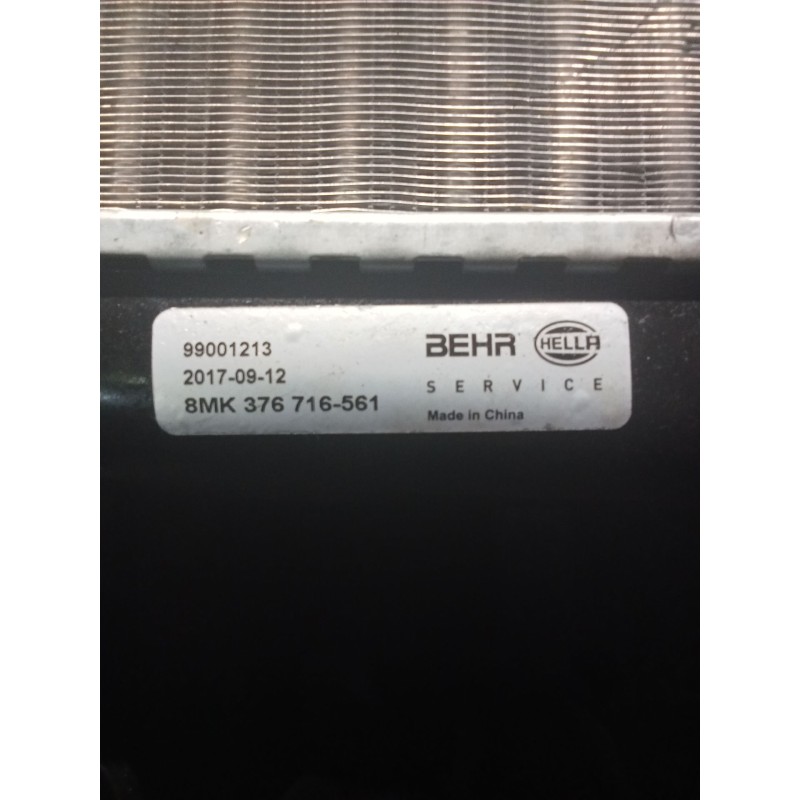 99001213
2017-09-12
8MK 376 716-561
BEHR HELLA
SERVICE
Made in China